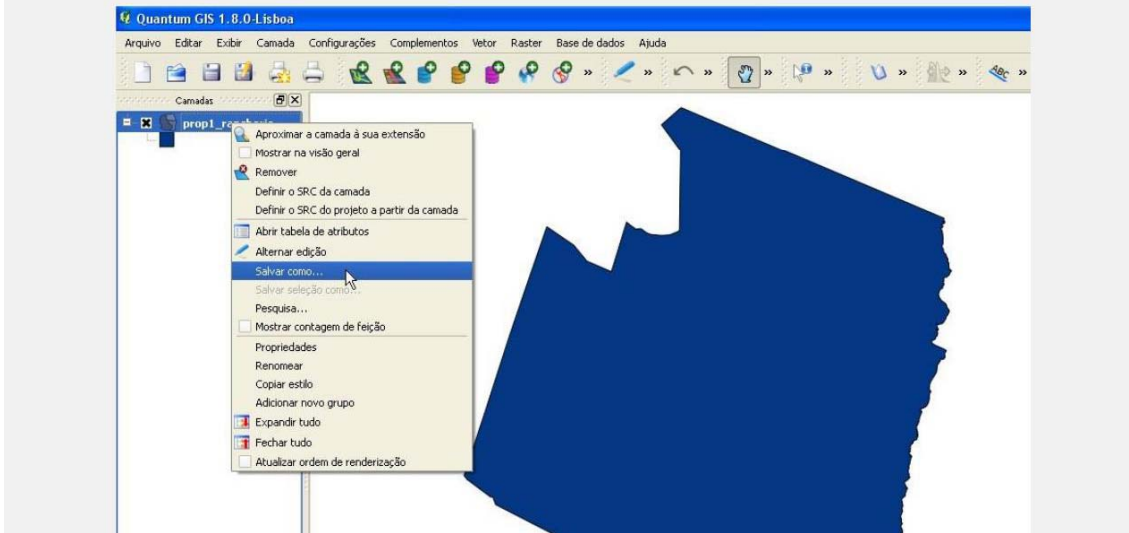 Quantum GIS 1.8.0-Lisboa
Arquivo Editar Exibir Camada Configurações Complementos Vetor Raster Base de dados Ajuda
Camadas
prop1_rancharia
Aproximar a camada à sua extensão
Mostrar na visão geral
Remover
Definir o SRC da camada
Definir o SRC do projeto a partir da camada
Abrir tabela de atributos
Alternar edição
Salvar como...
Salvar seleção como...
Pesquisa...
Mostrar contagem de feição
Propriedades
Renomear
Copiar estilo
Adicionar novo grupo
Expandir tudo
Fechar tudo
Atualizar ordem de renderização